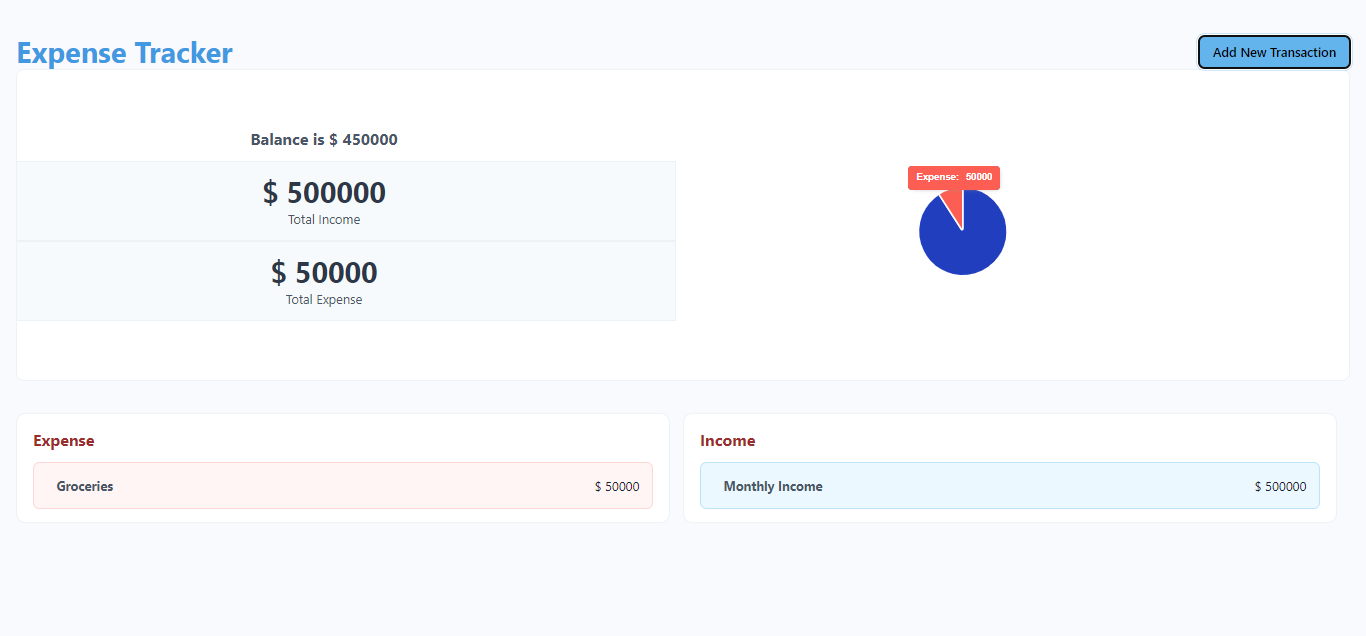 Expense Tracker
Add New Transaction
Balance is $ 450000
$ 500000
Total Income
$ 50000
Total Expense
Expense: 50000
Expense
Groceries
$ 50000
Income
Monthly Income
$ 500000